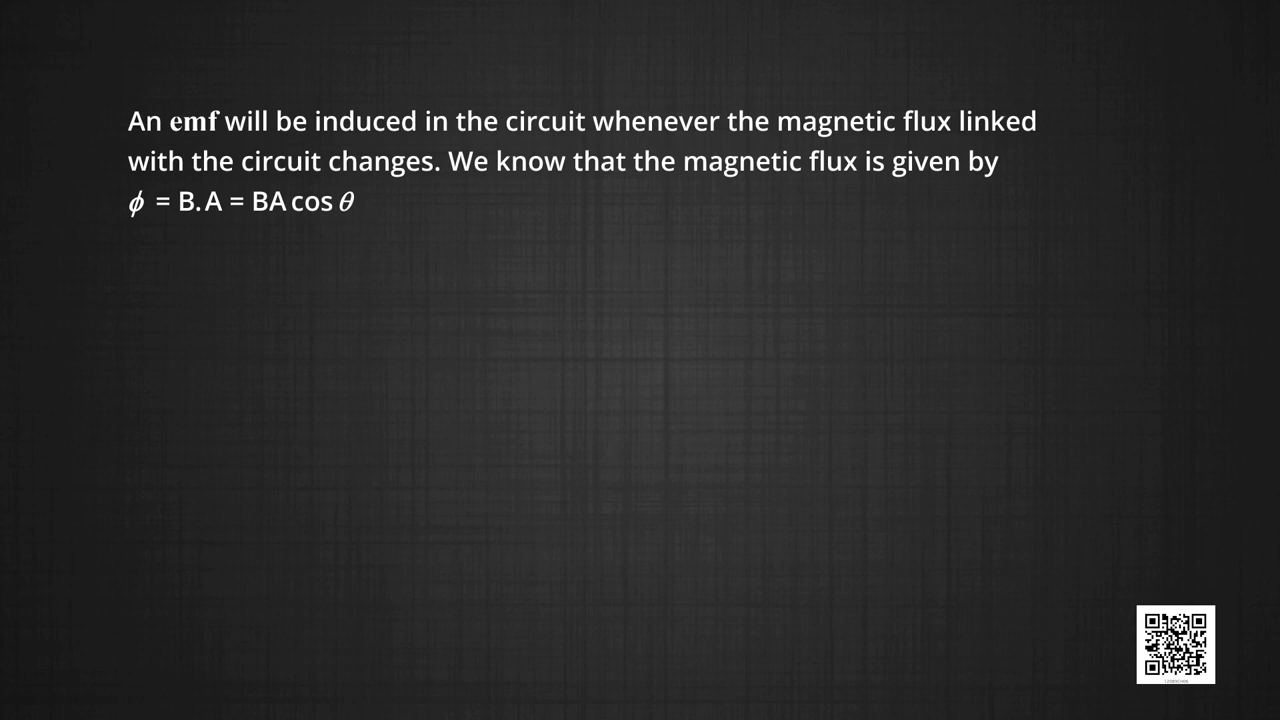 An emf will be induced in the circuit whenever the magnetic flux linked
with the circuit changes. We know that the magnetic flux is given by
𝜙 = B.A = BA cos 𝜃